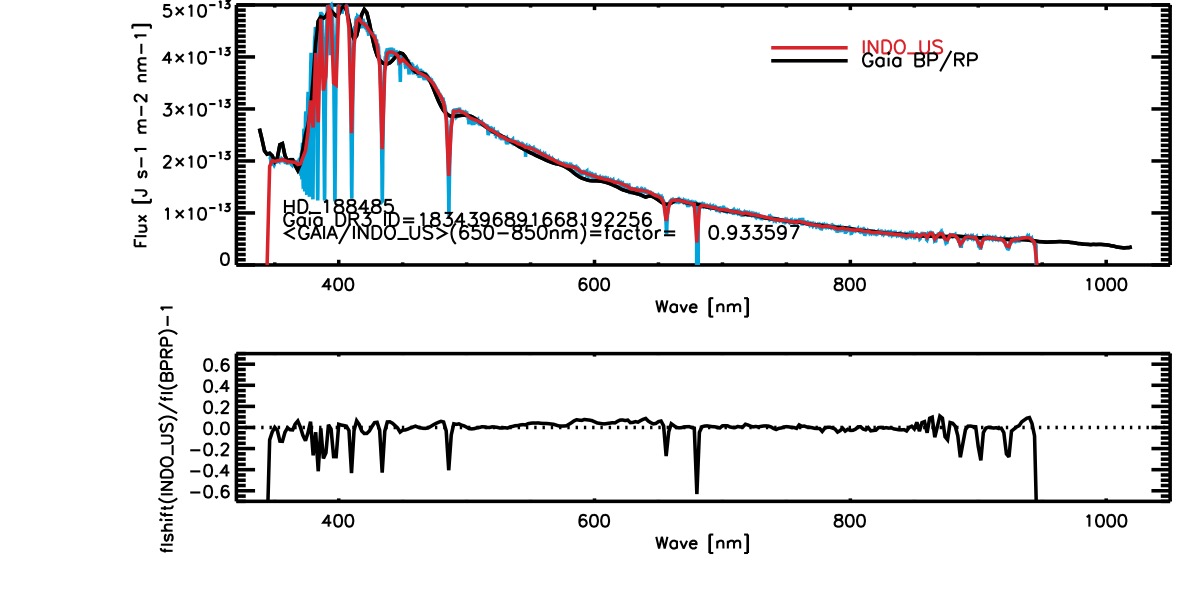 5×10-13
4×10-13
3×10-13
2×10-13
1×10-13
0
Flux [J s-1 m-2 nm-1]
INDO_US
Gaia BP/RP
HD_188485
Gaia DR3 ID=1834396891668192256
<GAIA/INDO_US>(650-850nm)=factor= 0.933597
400 600 800 1000
Wave [nm]
flshift(INDO_US)/fl(BPRP)-1
0.6
0.4
0.2
0.0
-0.2
-0.4
-0.6
400 600 800 1000
Wave [nm]